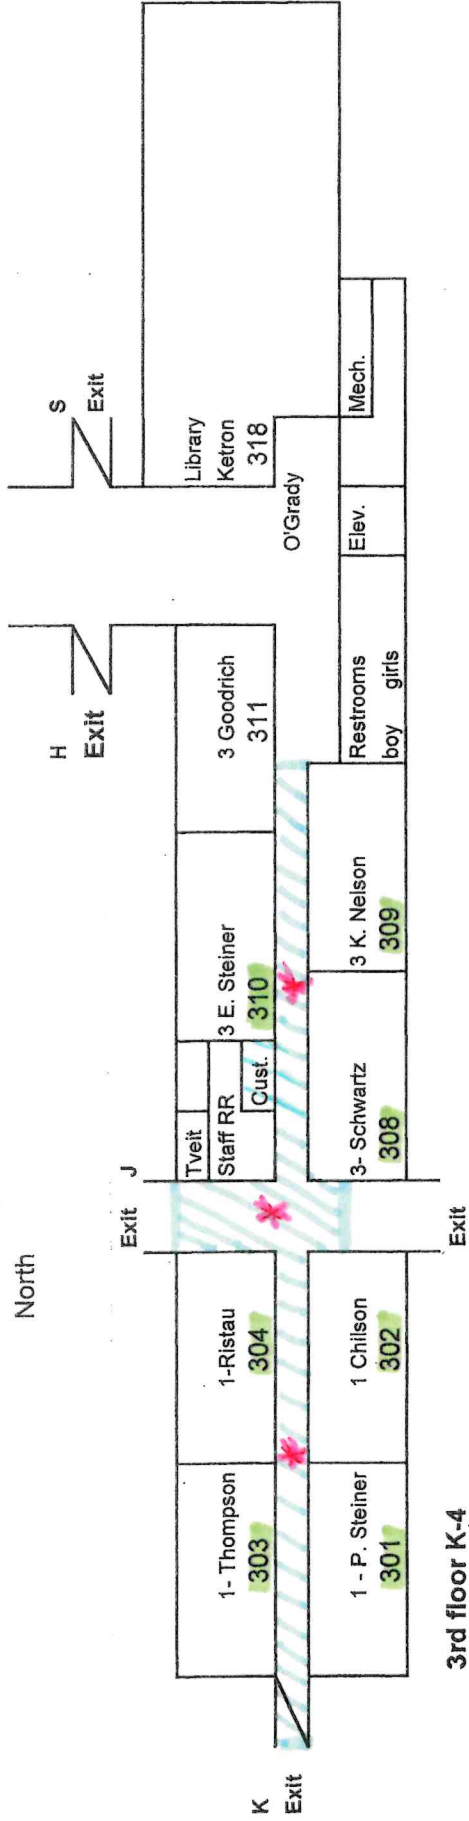 North
H
Exit
S
Exit
Exit
J
K
Exit
1- Thompson
303
1-Ristau
304
Tveit
Staff RR
Cust.
3 E. Steiner
310
3 Goodrich
311
Library
Ketron
318
O'Grady
1 - P. Steiner
301
1 Chilson
302
3- Schwartz
308
3 K. Nelson
309
Restrooms
boy girls
Elev.
Mech.
Exit
3rd floor K-4